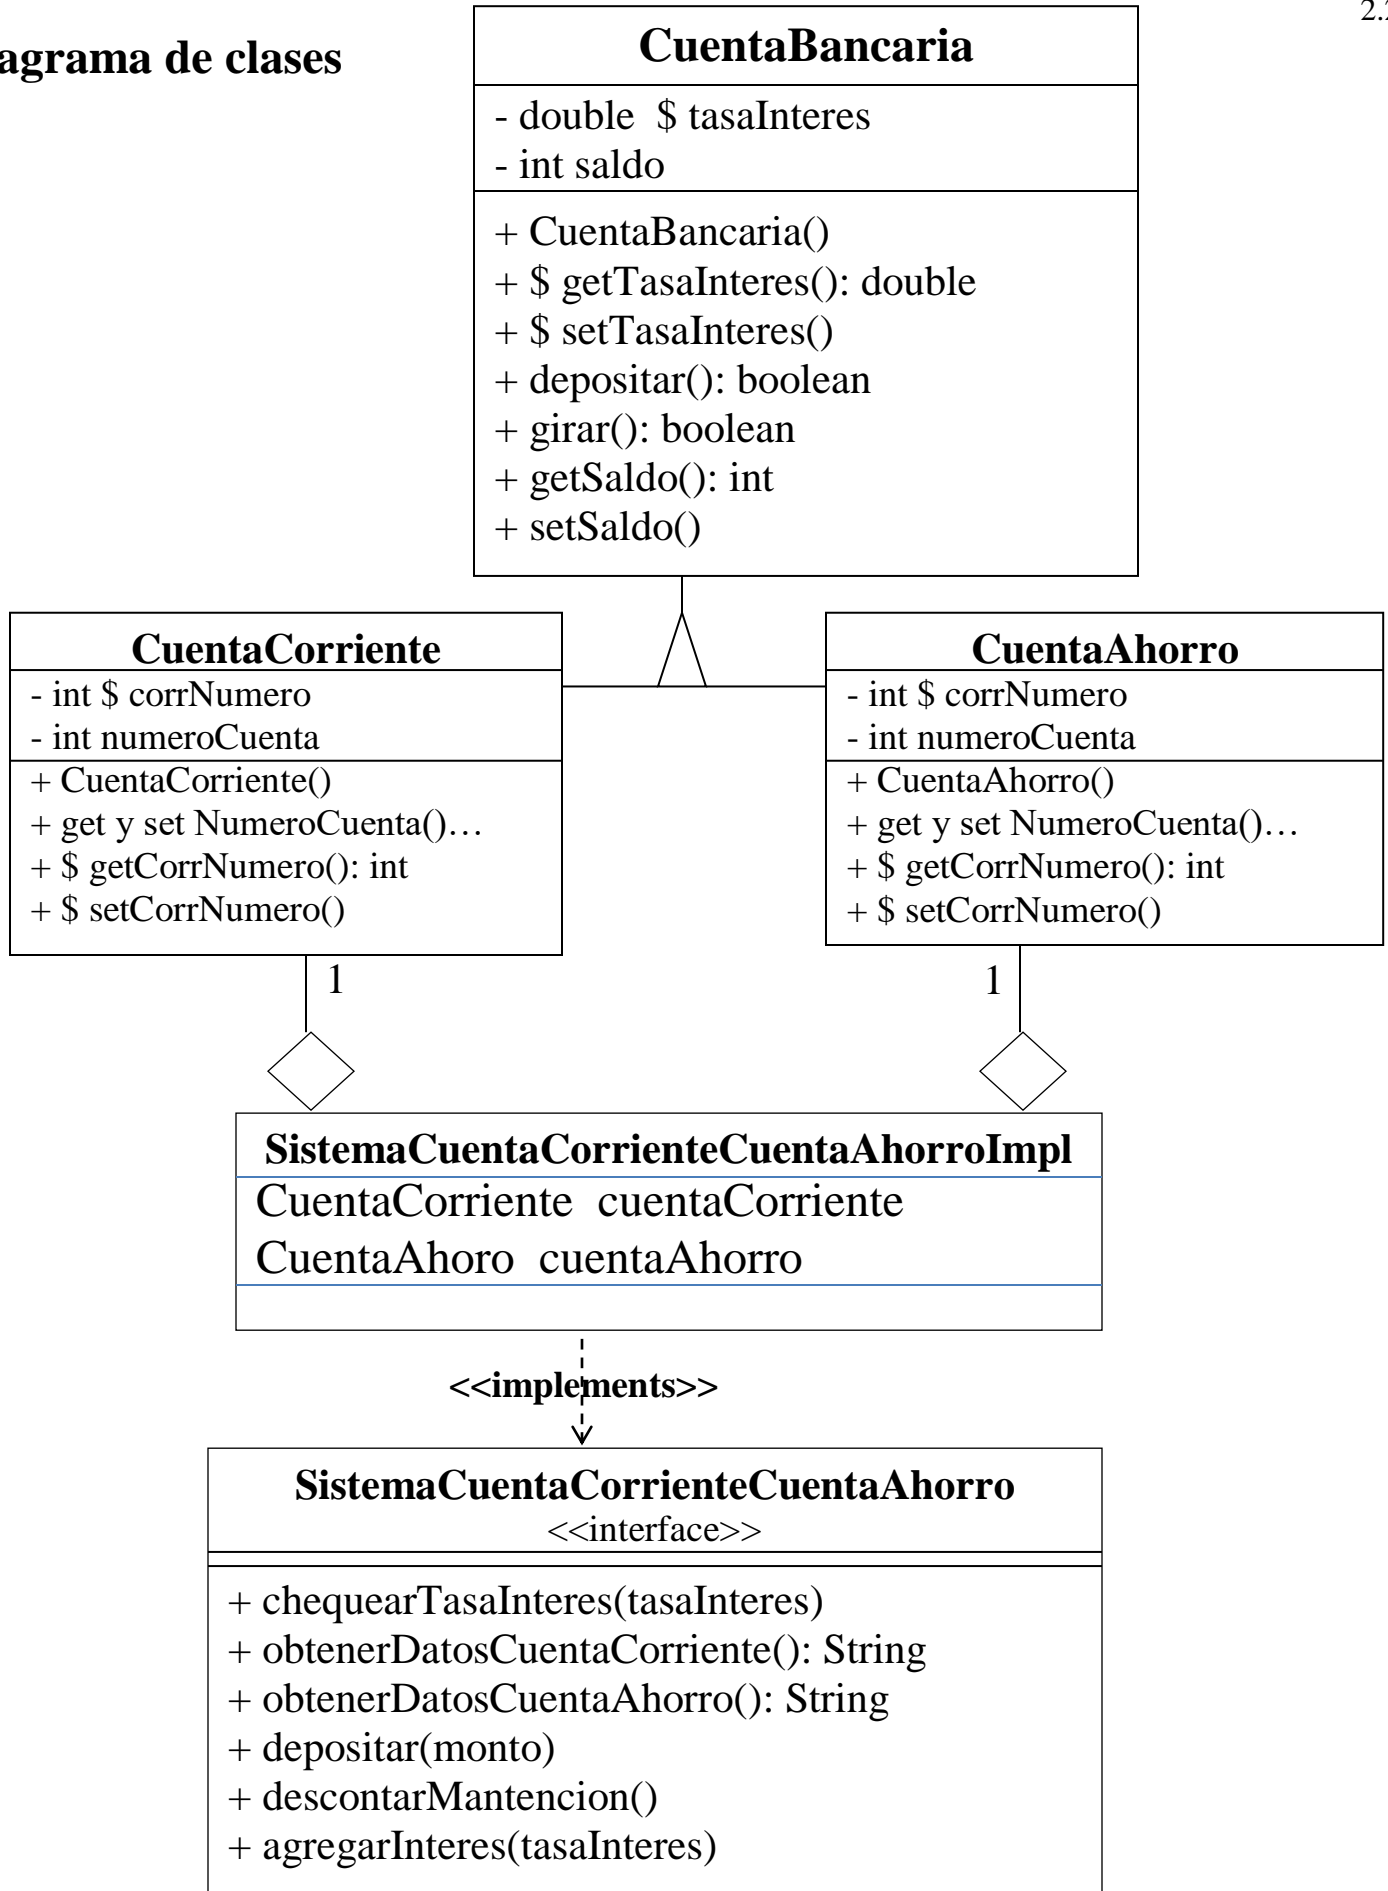 2.2
agrama de clases
CuentaBancaria
- double $ tasaInteres
- int saldo
+ CuentaBancaria()
+ $ getTasaInteres(): double
+ $ setTasaInteres()
+ depositar(): boolean
+ girar(): boolean
+ getSaldo(): int
+ setSaldo()
CuentaCorriente
- int $ corrNumero
- int numeroCuenta
+ CuentaCorriente()
+ get y set NumeroCuenta()…
+ $ getCorrNumero(): int
+ $ setCorrNumero()
CuentaAhorro
- int $ corrNumero
- int numeroCuenta
+ CuentaAhorro()
+ get y set NumeroCuenta()…
+ $ getCorrNumero(): int
+ $ setCorrNumero()
1
1
SistemaCuentaCorrienteCuentaAhorroImpl
CuentaCorriente cuentaCorriente
CuentaAhoro cuentaAhorro
<<implements>>
SistemaCuentaCorrienteCuentaAhorro
<<interface>>
+ chequearTasaInteres(tasaInteres)
+ obtenerDatosCuentaCorriente(): String
+ obtenerDatosCuentaAhorro(): String
+ depositar(monto)
+ descontarMantencion()
+ agregarInteres(tasaInteres)